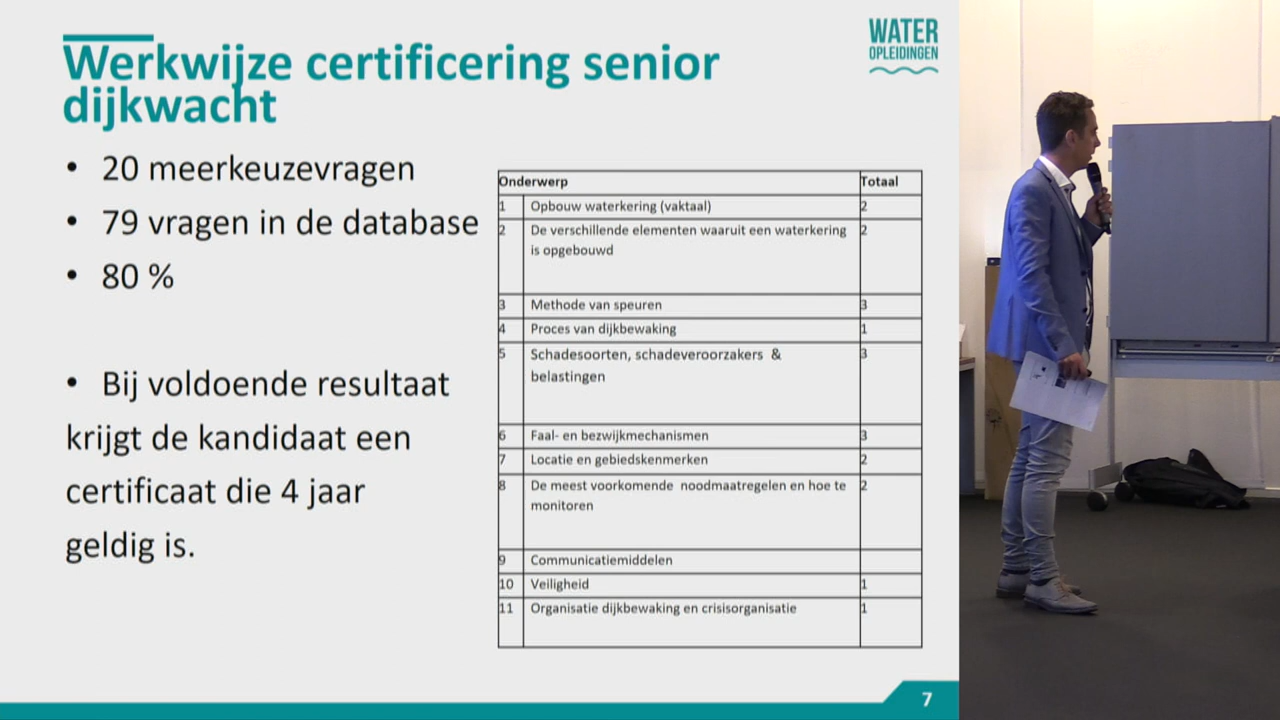 WATER
OPLEIDINGEN
Werkwijze certificering senior
dijkwacht
• 20 meerkeuzevragen
• 79 vragen in de database
• 80 %
• Bij voldoende resultaat
krijgt de kandidaat een
certificaat die 4 jaar
geldig is.
Onderwerp Totaal
1 Opbouw waterkering (vaktaal) 2
2 De verschillende elementen waaruit een waterkering 2
is opgebouwd
3 Methode van speuren 3
4 Proces van dijkbewaking 1
5 Schadesoorten, schadeveroorzakers & 3
belastingen
6 Faal- en bezwijkmechanismen 3
7 Locatie en gebiedskenmerken 2
8 De meest voorkomende noodmaatregelen en hoe te 2
monitoren
9 Communicatiemiddelen
10 Veiligheid 1
11 Organisatie dijkbewaking en crisisorganisatie 1
7